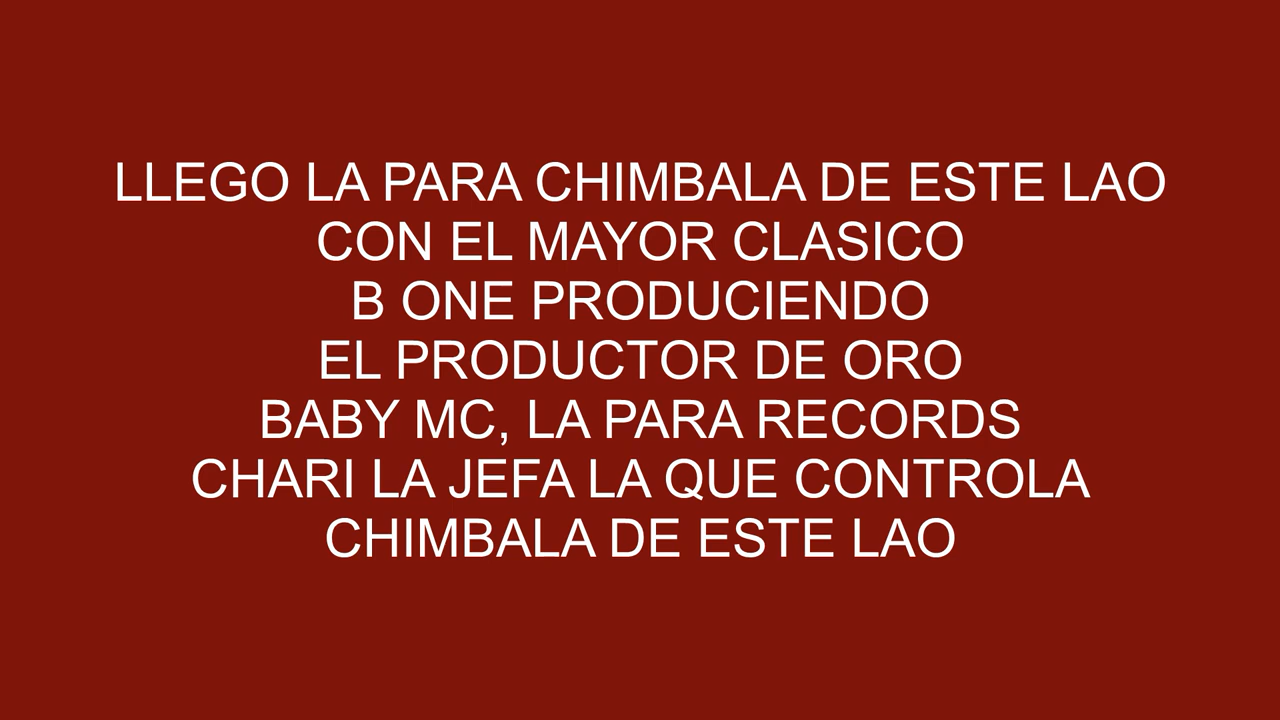 LLEGO LA PARA CHIMBALA DE ESTE LAO
CON EL MAYOR CLASICO
B ONE PRODUCIENDO
EL PRODUCTOR DE ORO
BABY MC, LA PARA RECORDS
CHARI LA JEFA LA QUE CONTROLA
CHIMBALA DE ESTE LAO